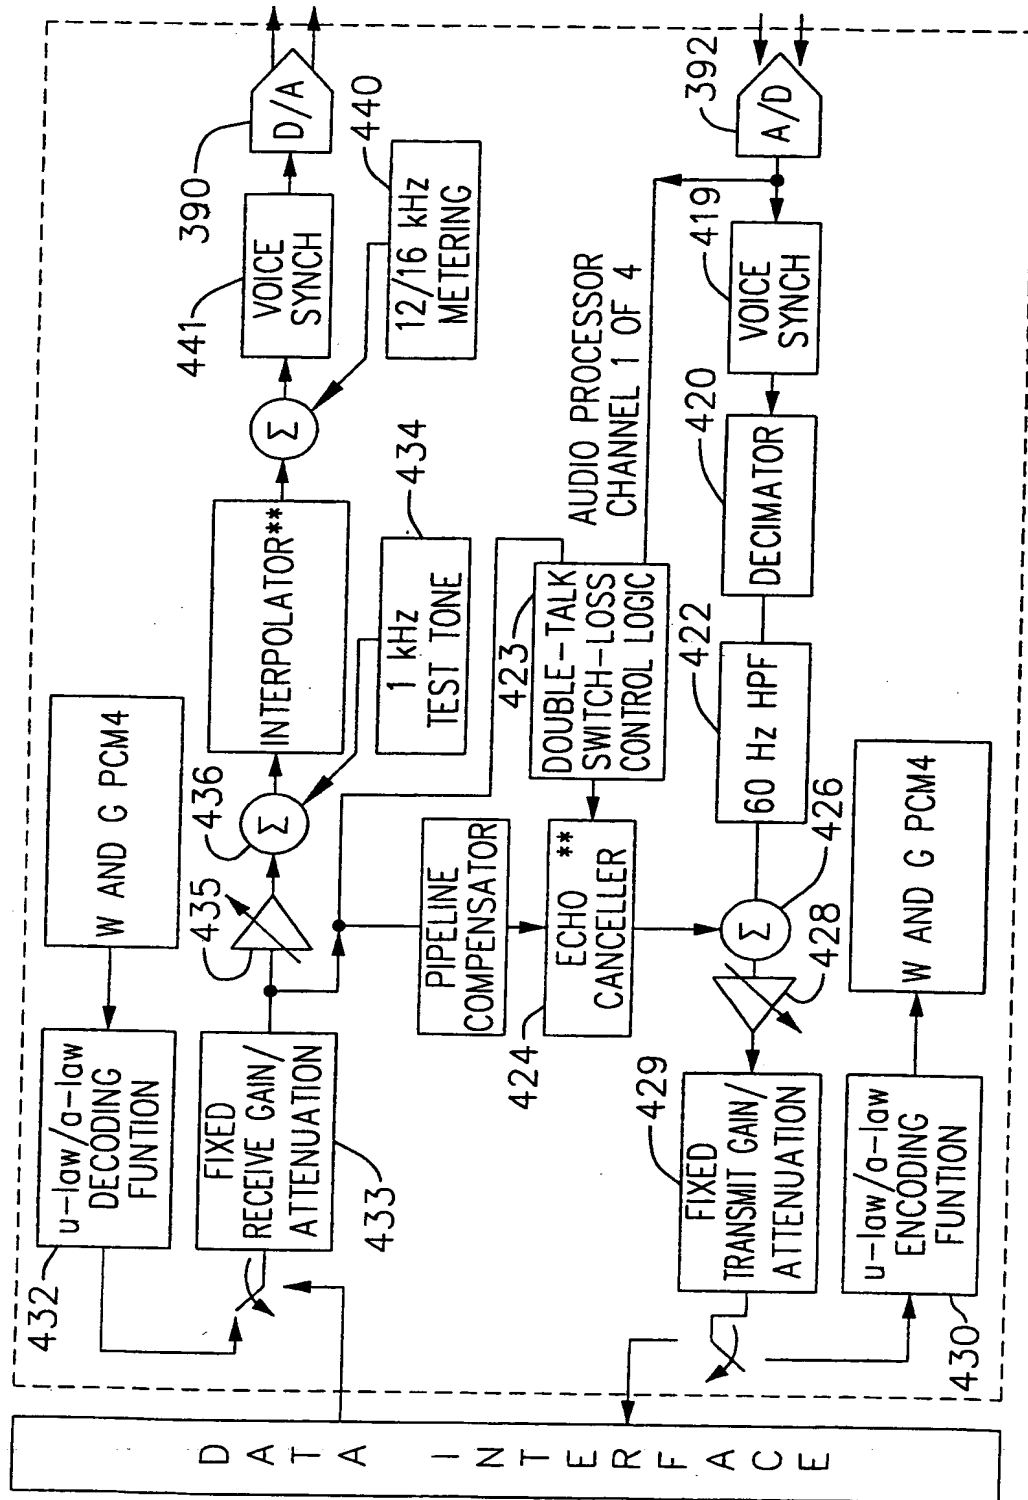 DATA INTERFACE
432
u-law/a-law
DECODING
FUNTION
W AND G PCM4
FIXED
RECEIVE GAIN/
ATTENUATION
433
435
436
Σ
INTERPOLATOR**
1 kHz
TEST TONE
434
Σ
441
VOICE
SYNCH
12/16 kHz
METERING
440
390
D/A
PIPELINE
COMPENSATOR
424
ECHO **
CANCELLER
423
DOUBLE-TALK
SWITCH-LOSS
CONTROL LOGIC
AUDIO PROCESSOR
CHANNEL 1 OF 4
392
A/D
419
VOICE
SYNCH
420
DECIMATOR
422
60 Hz HPF
426
Σ
428
429
FIXED
TRANSMIT GAIN/
ATTENUATION
430
u-law/a-law
ENCODING
FUNTION
W AND G PCM4